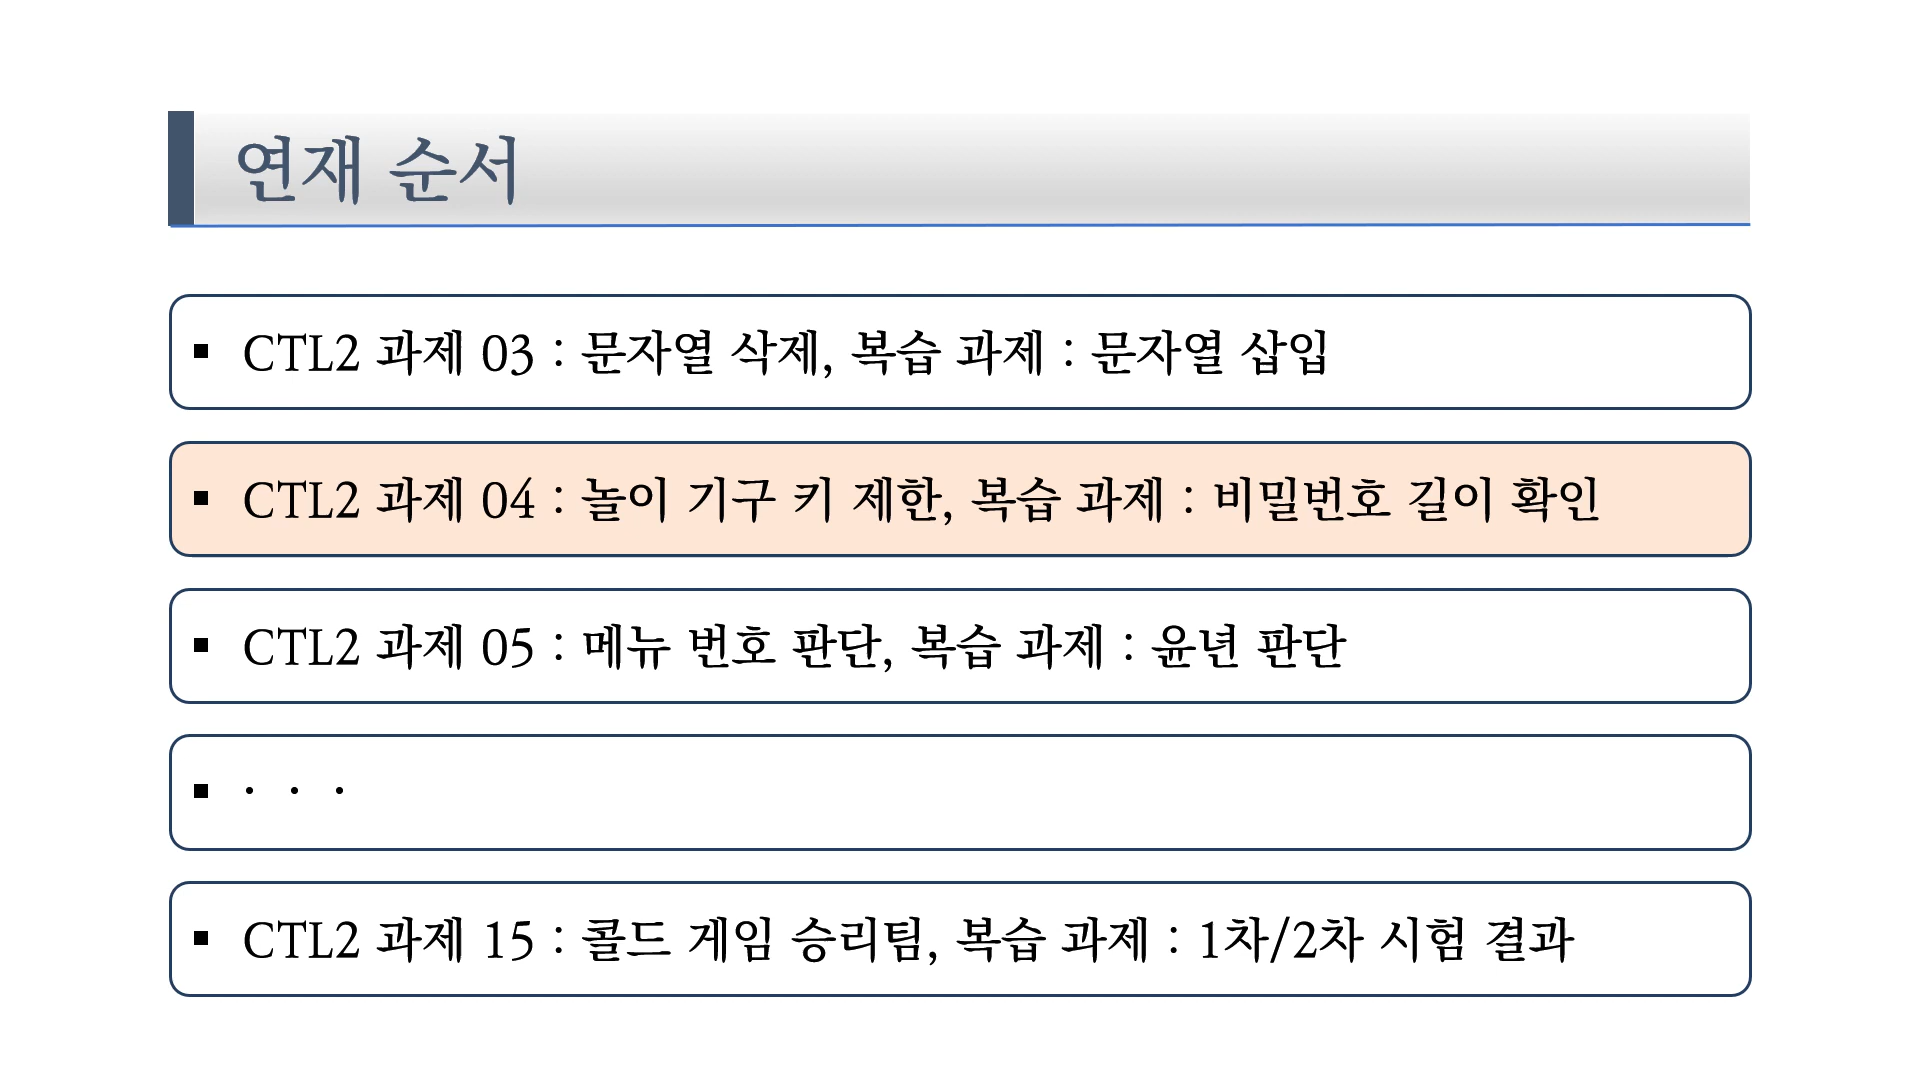 연재 순서
▪ CTL2 과제 03 : 문자열 삭제, 복습 과제 : 문자열 삽입
▪ CTL2 과제 04 : 놀이 기구 키 제한, 복습 과제 : 비밀번호 길이 확인
▪ CTL2 과제 05 : 메뉴 번호 판단, 복습 과제 : 윤년 판단
▪ · · ·
▪ CTL2 과제 15 : 콜드 게임 승리팀, 복습 과제 : 1차/2차 시험 결과